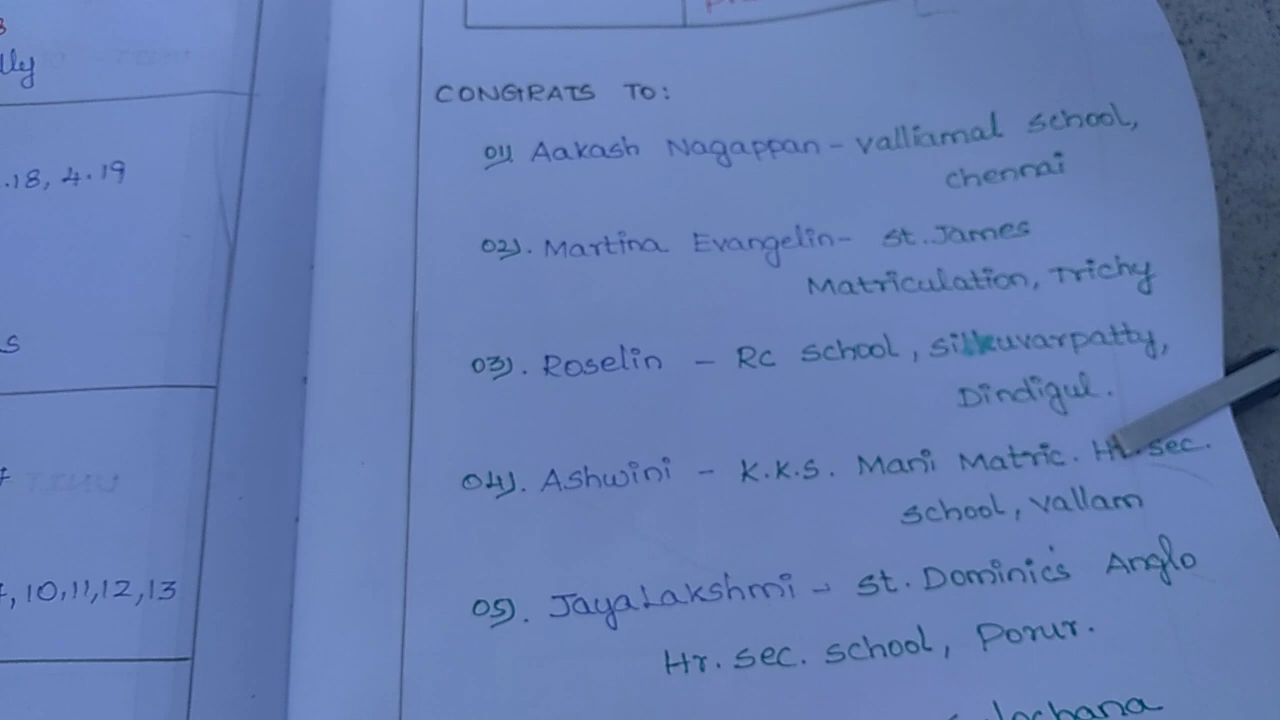 lly
.18, 4.19
s
, 10,11,12,13
CONGRATS TO:
01). Aakash Nagappan - valliamal school,
chennai
02). Martina Evangelin - St. James
Matriculation, Trichy
03). Roselin - RC school, silkuvarpatty,
Dindigul.
04). Ashwini - K.K.S. Mani Matric. Hr. sec.
school, vallam
05). JayaLakshmi - St. Dominic's Anglo
Hr. sec. school, Porur.